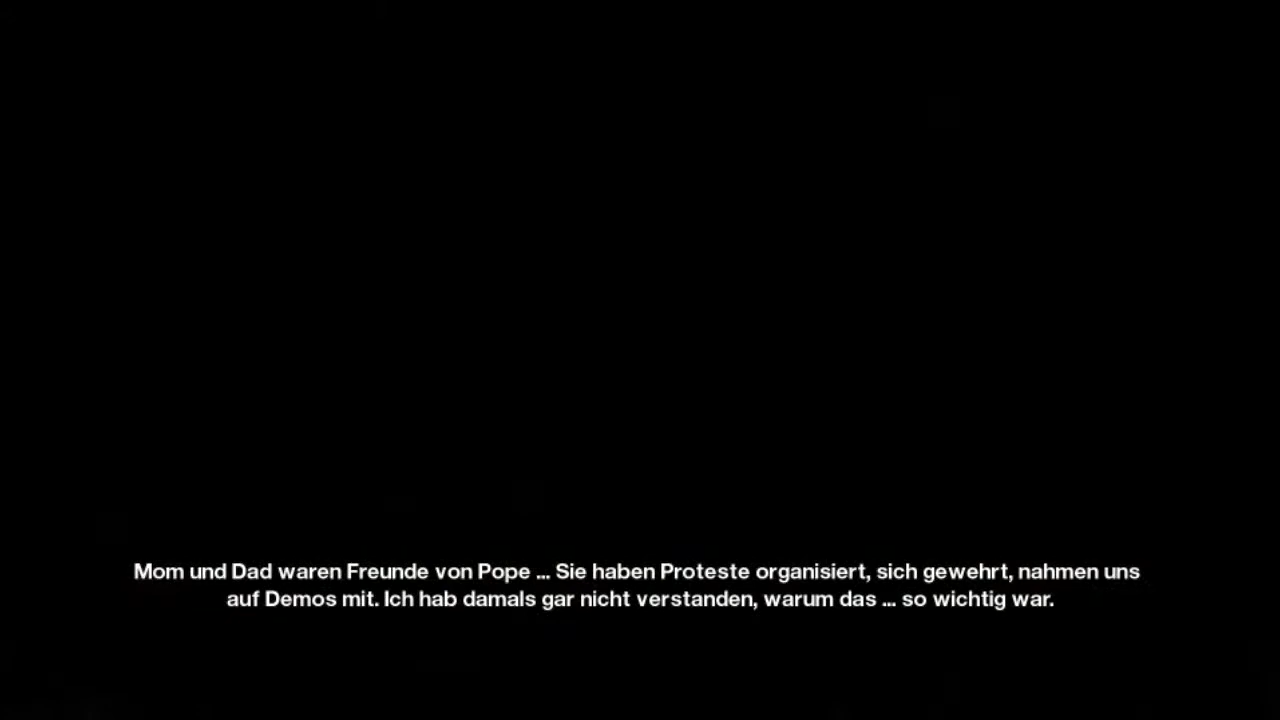 Mom und Dad waren Freunde von Pope ... Sie haben Proteste organisiert, sich gewehrt, nahmen uns
auf Demos mit. Ich hab damals gar nicht verstanden, warum das ... so wichtig war.